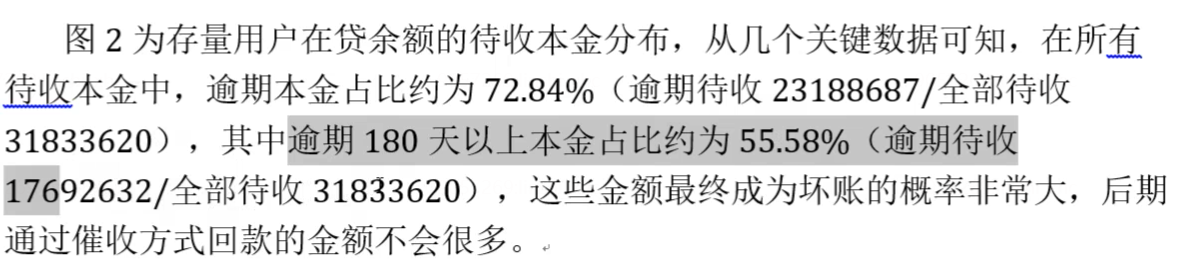 图 2 为存量用户在贷余额的待收本金分布，从几个关键数据可知，在所有
待收本金中，逾期本金占比约为 72.84%（逾期待收 23188687/全部待收
31833620），其中逾期 180 天以上本金占比约为 55.58%（逾期待收
17692632/全部待收 31833620），这些金额最终成为坏账的概率非常大，后期
通过催收方式回款的金额不会很多。